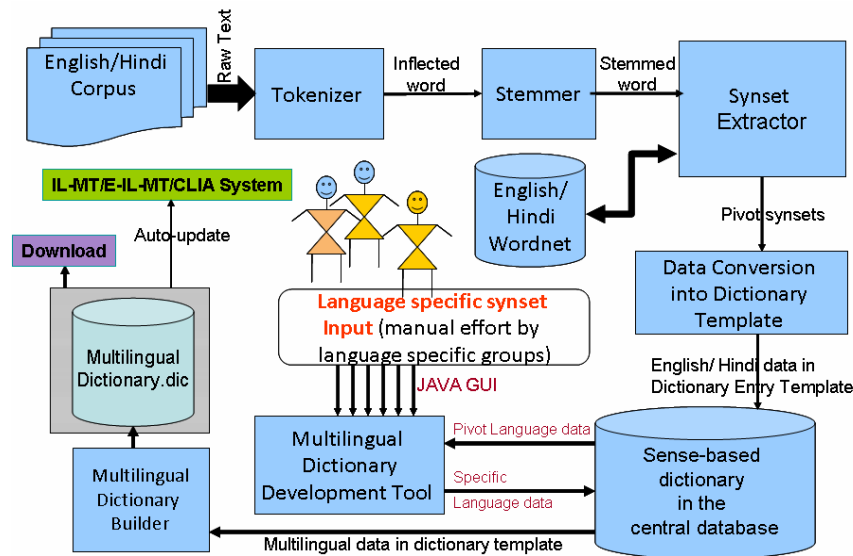 English/Hindi
Corpus
Raw Text
Tokenizer
Inflected
word
Stemmer
Stemmed
word
Synset
Extractor
English/
Hindi
Wordnet
Pivot synsets
Data Conversion
into Dictionary
Template
English/ Hindi data in
Dictionary Entry Template
IL-MT/E-IL-MT/CLIA System
Auto-update
Download
Multilingual
Dictionary.dic
Language specific synset
Input (manual effort by
language specific groups)
JAVA GUI
Multilingual
Dictionary
Development Tool
Pivot Language data
Specific
Language data
Sense-based
dictionary
in the
central database
Multilingual
Dictionary
Builder
Multilingual data in dictionary template